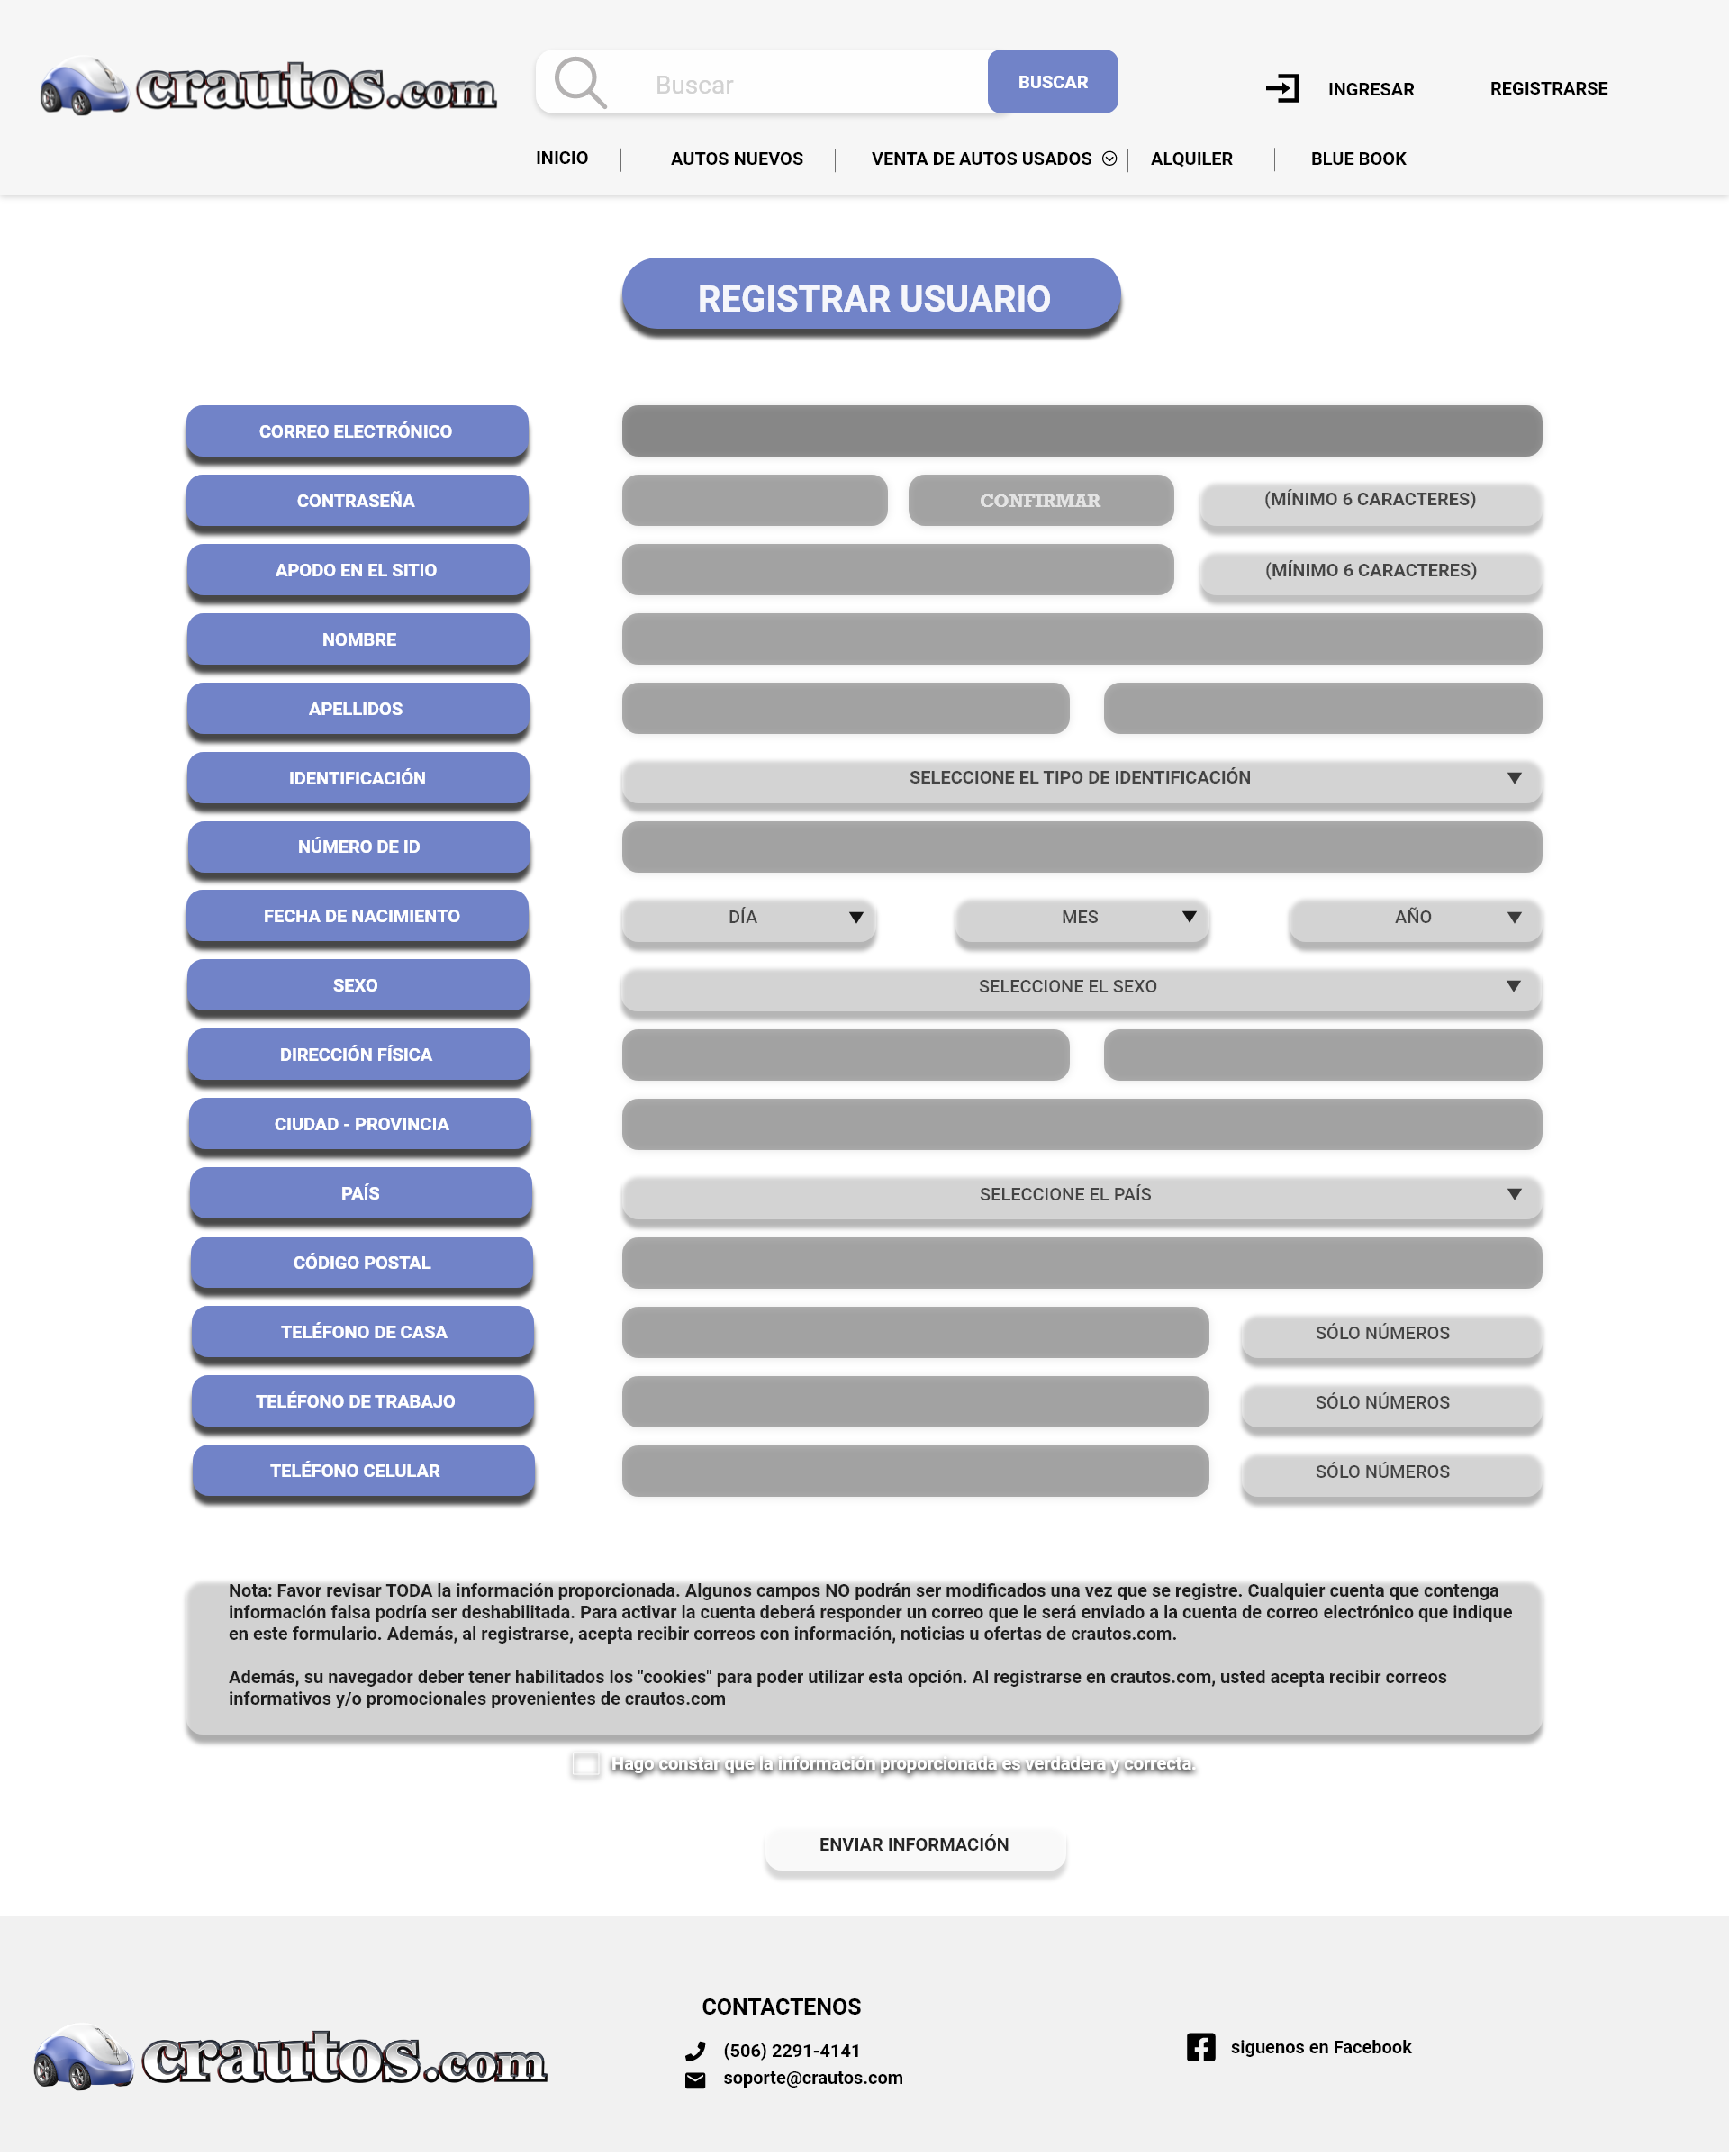 crautos.com
Buscar
BUSCAR
INGRESAR
REGISTRARSE
INICIO
AUTOS NUEVOS
VENTA DE AUTOS USADOS
ALQUILER
BLUE BOOK
REGISTRAR USUARIO
CORREO ELECTRÓNICO
CONTRASEÑA
CONFIRMAR
(MÍNIMO 6 CARACTERES)
APODO EN EL SITIO
(MÍNIMO 6 CARACTERES)
NOMBRE
APELLIDOS
IDENTIFICACIÓN
SELECCIONE EL TIPO DE IDENTIFICACIÓN
NÚMERO DE ID
FECHA DE NACIMIENTO
DÍA
MES
AÑO
SEXO
SELECCIONE EL SEXO
DIRECCIÓN FÍSICA
CIUDAD - PROVINCIA
PAÍS
SELECCIONE EL PAÍS
CÓDIGO POSTAL
TELÉFONO DE CASA
SÓLO NÚMEROS
TELÉFONO DE TRABAJO
SÓLO NÚMEROS
TELÉFONO CELULAR
SÓLO NÚMEROS
Nota: Favor revisar TODA la información proporcionada. Algunos campos NO podrán ser modificados una vez que se registre. Cualquier cuenta que contenga
información falsa podría ser deshabilitada. Para activar la cuenta deberá responder un correo que le será enviado a la cuenta de correo electrónico que indique
en este formulario. Además, al registrarse, acepta recibir correos con información, noticias u ofertas de crautos.com.
Además, su navegador deber tener habilitados los "cookies" para poder utilizar esta opción. Al registrarse en crautos.com, usted acepta recibir correos
informativos y/o promocionales provenientes de crautos.com
Hago constar que la información proporcionada es verdadera y correcta.
ENVIAR INFORMACIÓN
crautos.com
CONTACTENOS
(506) 2291-4141
soporte@crautos.com
siguenos en Facebook